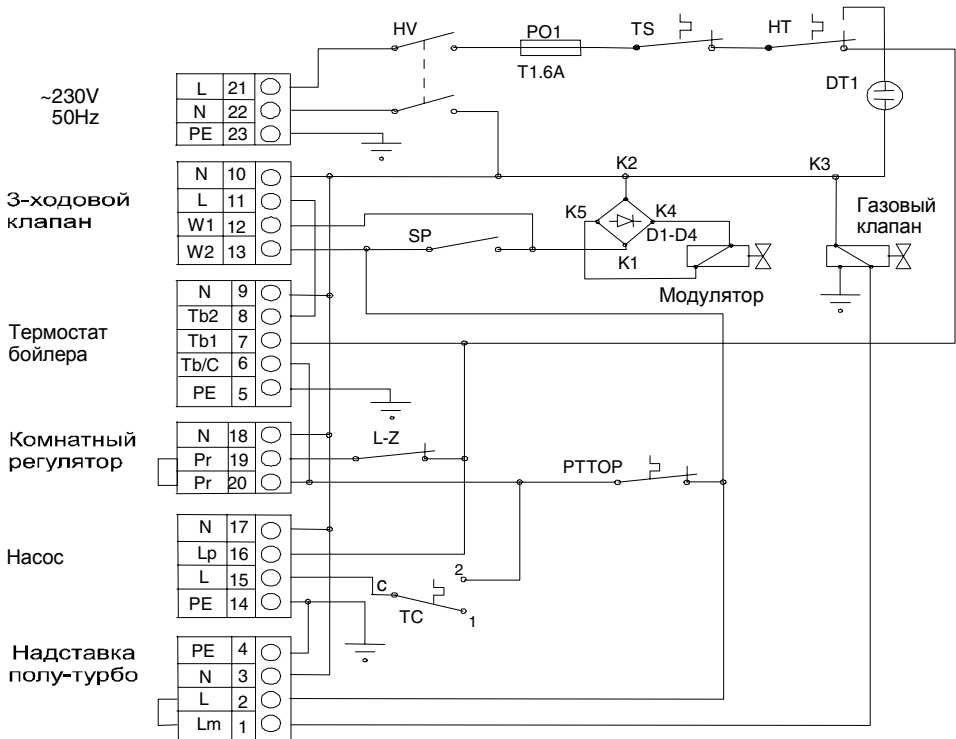 HV
PO1
TS
HT
T1.6A
DT1
~230V
50Hz
L 21
N 22
PE 23
3-ходовой
клапан
N 10
L 11
W1 12
W2 13
SP
K2
K3
K5
K4
D1-D4
K1
Модулятор
Газовый
клапан
Термостат
бойлера
N 9
Tb2 8
Tb1 7
Tb/C 6
PE 5
Комнатный
регулятор
N 18
Pr 19
Pr 20
L-Z
PTTOP
Насос
N 17
Lp 16
L 15
PE 14
C
2
TC
1
Надставка
полу-турбо
PE 4
N 3
L 2
Lm 1